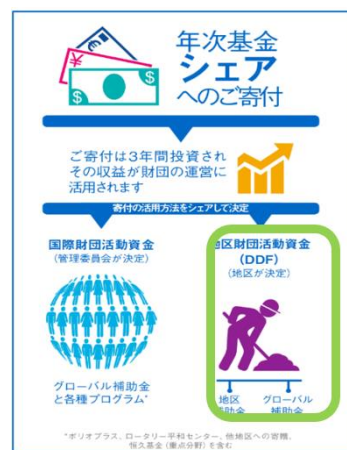 年次基金
シェア
へのご寄付
ご寄付は3年間投資され
その収益が財団の運営に
活用されます
寄付の活用方法をシェアして決定
国際財団活動資金
(管理委員会が決定)
地区財団活動資金
(DDF)
(地区が決定)
グローバル補助金
と各種プログラム*
地区
補助金
グローバル
補助金
*ポリオプラス、ロータリー平和センター、他地区への寄贈、
恒久基金(重点分野)を含む